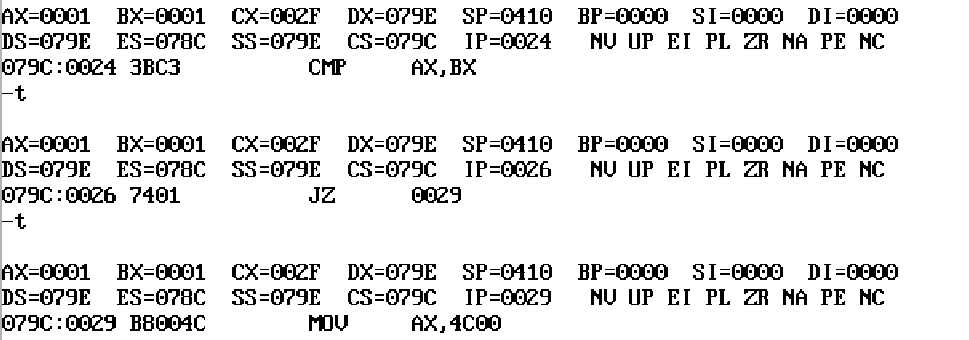 AX=0001  BX=0001  CX=002F  DX=079E  SP=0410  BP=0000  SI=0000  DI=0000
DS=079E  ES=078C  SS=079E  CS=079C  IP=0024   NV UP EI PL ZR NA PE NC
079C:0024 3BC3          CMP     AX,BX
-t

AX=0001  BX=0001  CX=002F  DX=079E  SP=0410  BP=0000  SI=0000  DI=0000
DS=079E  ES=078C  SS=079E  CS=079C  IP=0026   NV UP EI PL ZR NA PE NC
079C:0026 7401          JZ      0029
-t

AX=0001  BX=0001  CX=002F  DX=079E  SP=0410  BP=0000  SI=0000  DI=0000
DS=079E  ES=078C  SS=079E  CS=079C  IP=0029   NV UP EI PL ZR NA PE NC
079C:0029 B8004C        MOV     AX,4C00